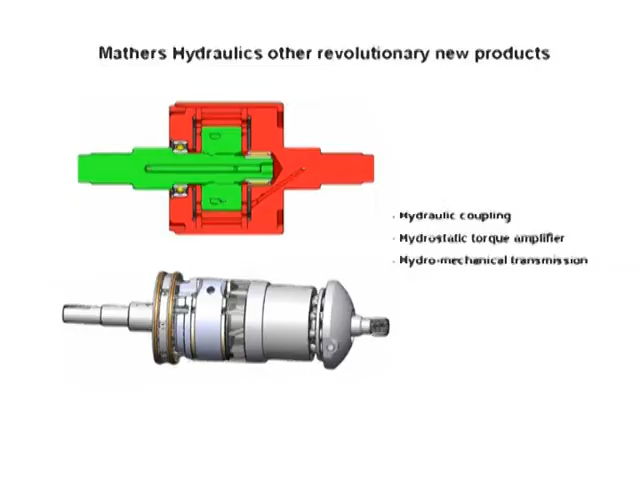 Mathers Hydraulics other revolutionary new products
- Hydraulic coupling
- Hydrostatic torque amplifier
- Hydro-mechanical transmission